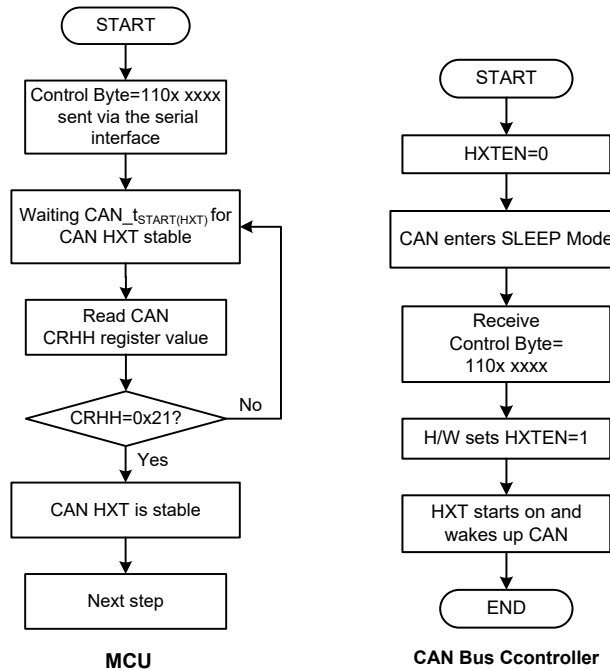 START
Control Byte=110x xxxx
sent via the serial
interface
Waiting CAN_tSTART(HXT) for
CAN HXT stable
Read CAN
CRHH register value
CRHH=0x21?
No
Yes
CAN HXT is stable
Next step
MCU
START
HXTEN=0
CAN enters SLEEP Mode
Receive
Control Byte=
110x xxxx
H/W sets HXTEN=1
HXT starts on and
wakes up CAN
END
CAN Bus Ccontroller